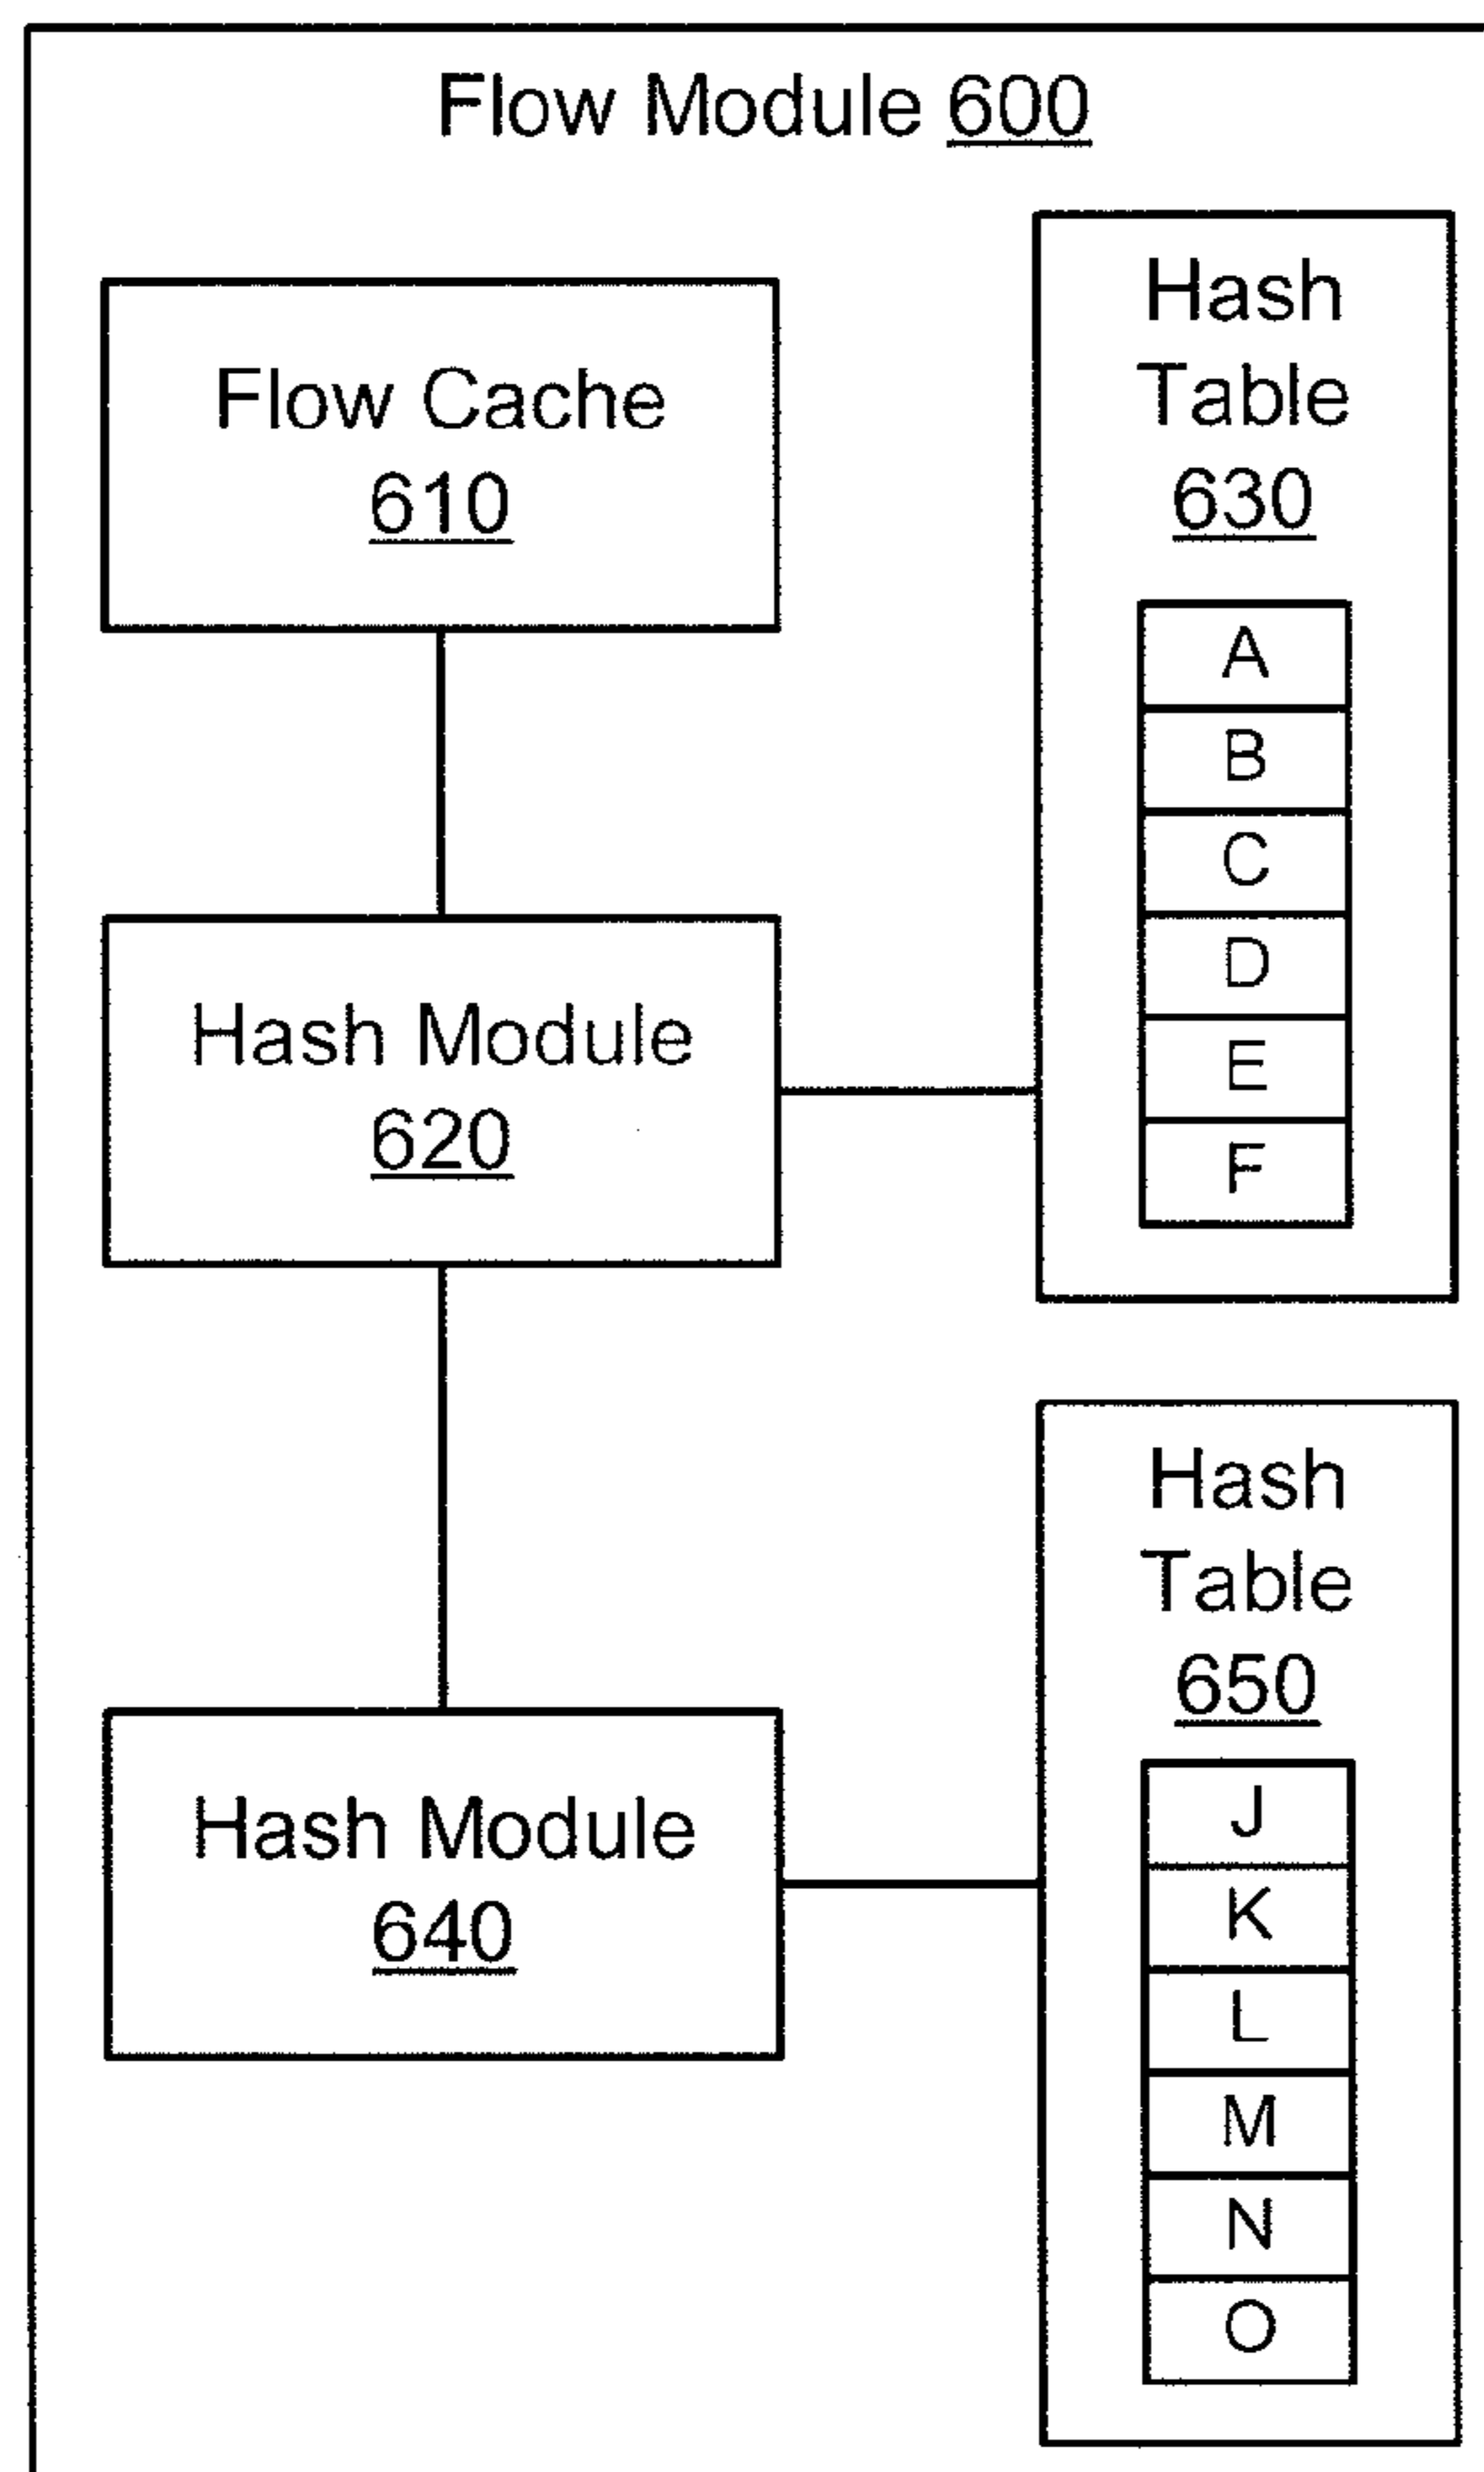 Flow Module 600
Flow Cache
610
Hash Module
620
Hash
Table
630
A
B
C
D
E
F
Hash Module
640
Hash
Table
650
J
K
L
M
N
O